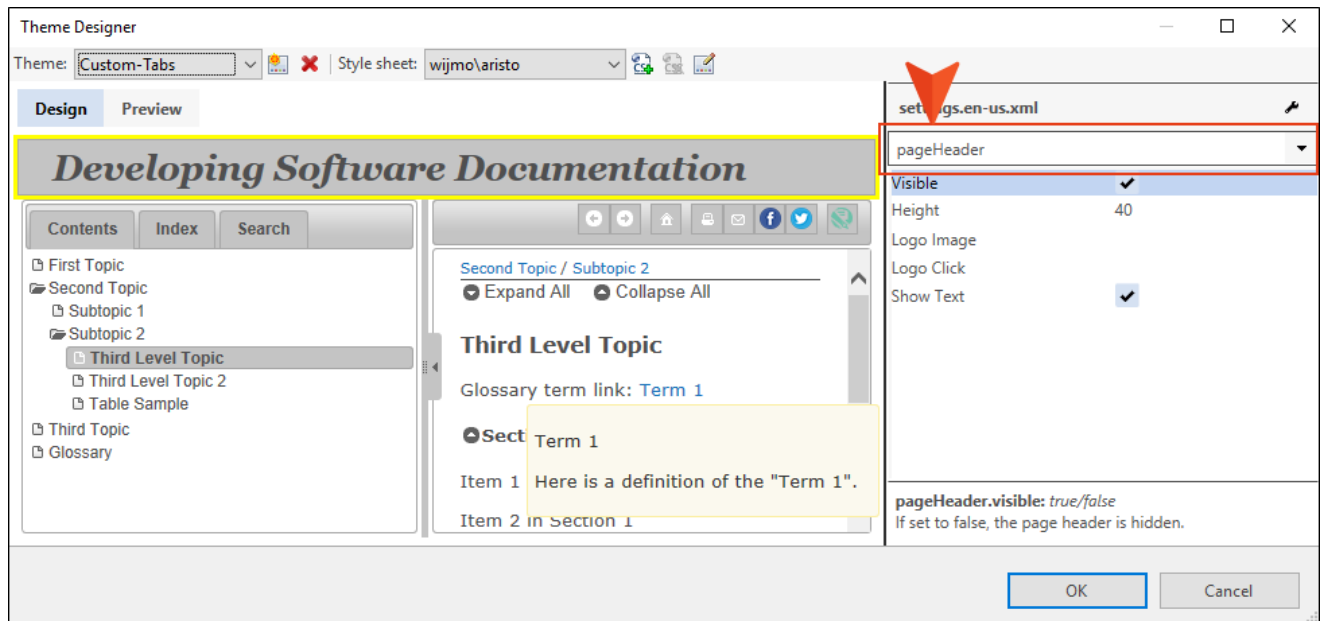 Theme Designer
Theme: Custom-Tabs Style sheet: wijmo\aristo
Design Preview
Developing Software Documentation
Contents Index Search
First Topic
Second Topic
Subtopic 1
Subtopic 2
Third Level Topic
Third Level Topic 2
Table Sample
Third Topic
Glossary
Second Topic / Subtopic 2
Expand All Collapse All
Third Level Topic
Glossary term link: Term 1
Secti
Term 1
Item 1 Here is a definition of the "Term 1".
Item 2 in Section 1
settings.en-us.xml
pageHeader
Visible
Height 40
Logo Image
Logo Click
Show Text
pageHeader.visible: true/false
If set to false, the page header is hidden.
OK Cancel